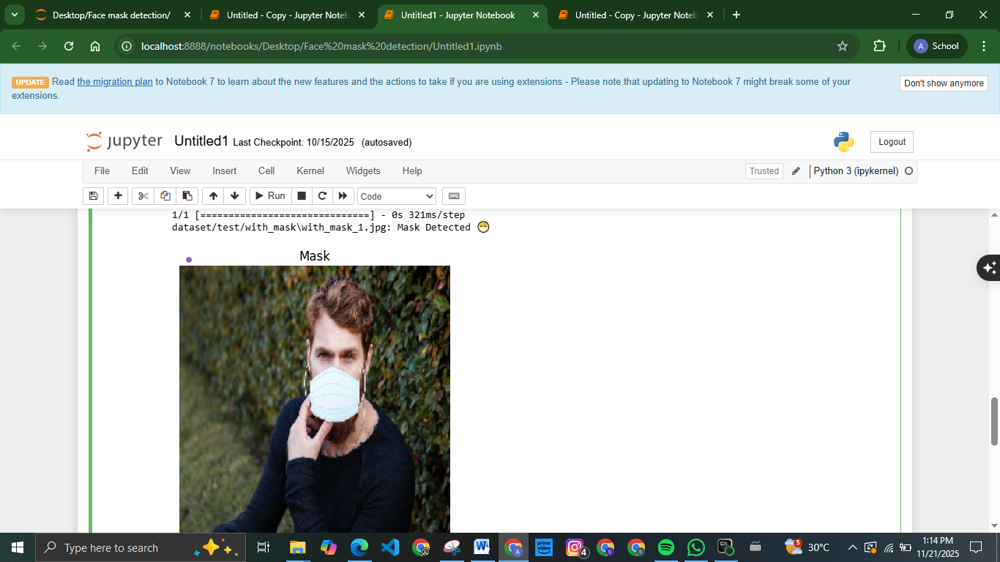 Desktop/Face mask detection/
Untitled - Copy - Jupyter Noteb
Untitled1 - Jupyter Notebook
Untitled - Copy - Jupyter Noteb
localhost:8888/notebooks/Desktop/Face%20mask%20detection/Untitled1.ipynb
A School
UPDATE Read the migration plan to Notebook 7 to learn about the new features and the actions to take if you are using extensions - Please note that updating to Notebook 7 might break some of your
extensions.
Don't show anymore
jupyter Untitled1 Last Checkpoint: 10/15/2025 (autosaved)
Logout
File Edit View Insert Cell Kernel Widgets Help
Trusted
Python 3 (ipykernel)
Run
Code
1/1 [==============================] - 0s 321ms/step
dataset/test/with_mask\with_mask_1.jpg: Mask Detected 😷
Mask
Type here to search
prime video
4
5
30°C
1:14 PM
11/21/2025